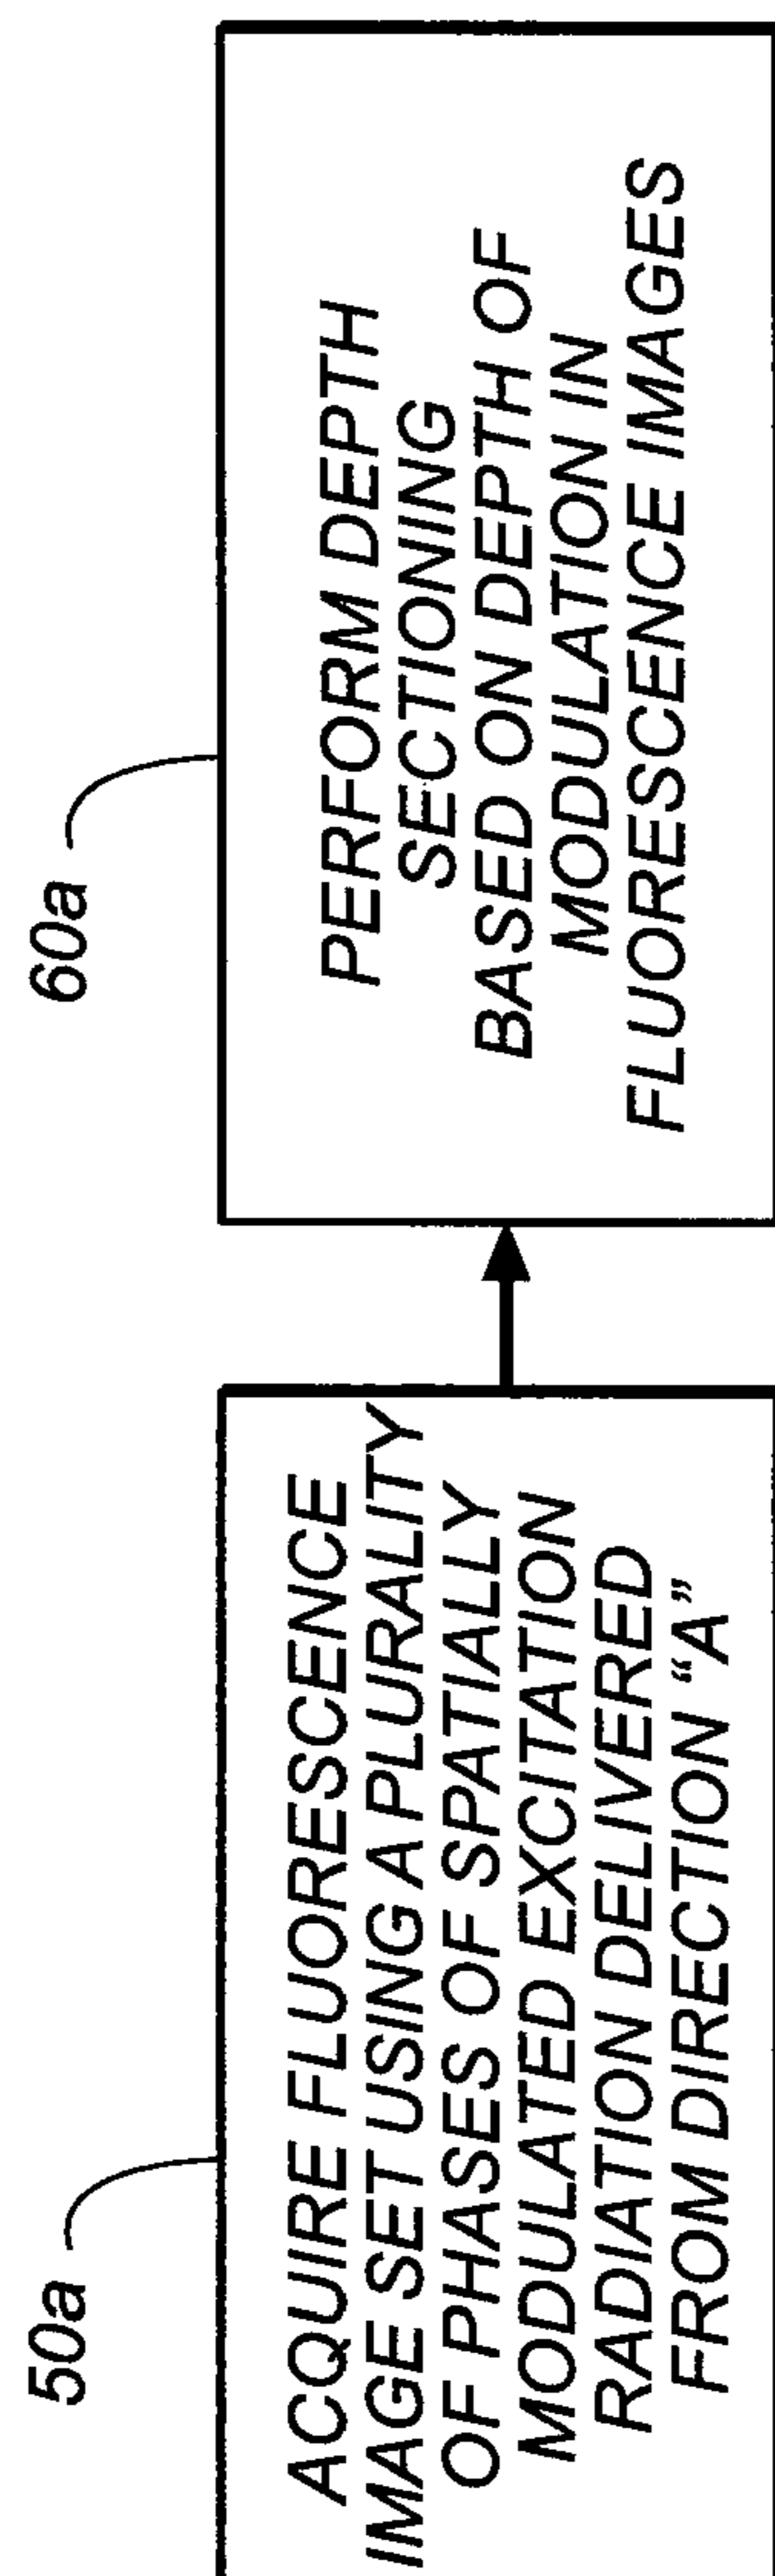 50a
ACQUIRE FLUORESCENCE
IMAGE SET USING A PLURALITY
OF PHASES OF SPATIALLY
MODULATED EXCITATION
RADIATION DELIVERED
FROM DIRECTION “A”
60a
PERFORM DEPTH
SECTIONING
BASED ON DEPTH OF
MODULATION IN
FLUORESCENCE IMAGES